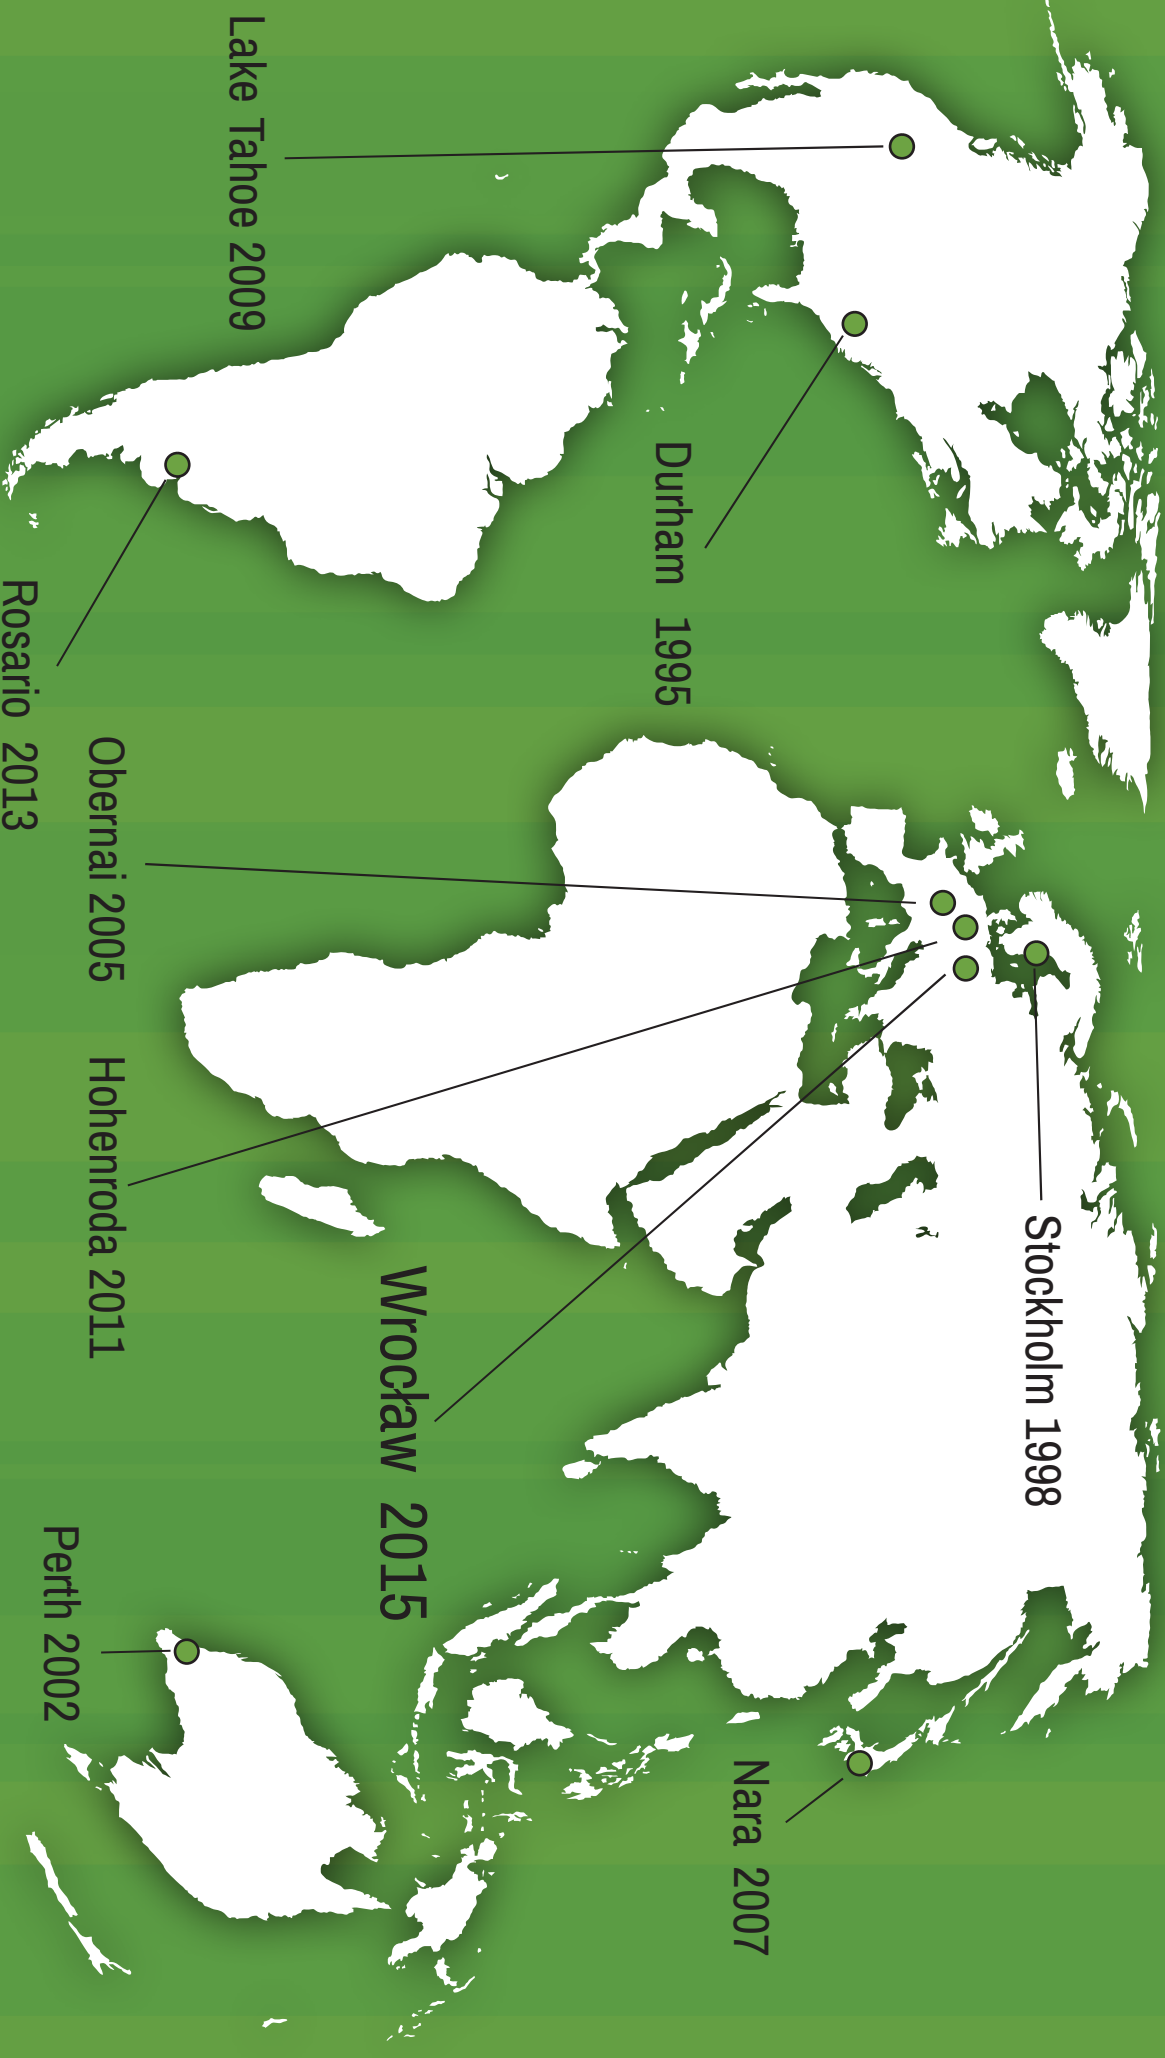 Stockholm 1998
Lake Tahoe 2009
Durham 1995
Nara 2007
Wrocław 2015
Obernai 2005
Hohenroda 2011
Perth 2002
Rosario 2013